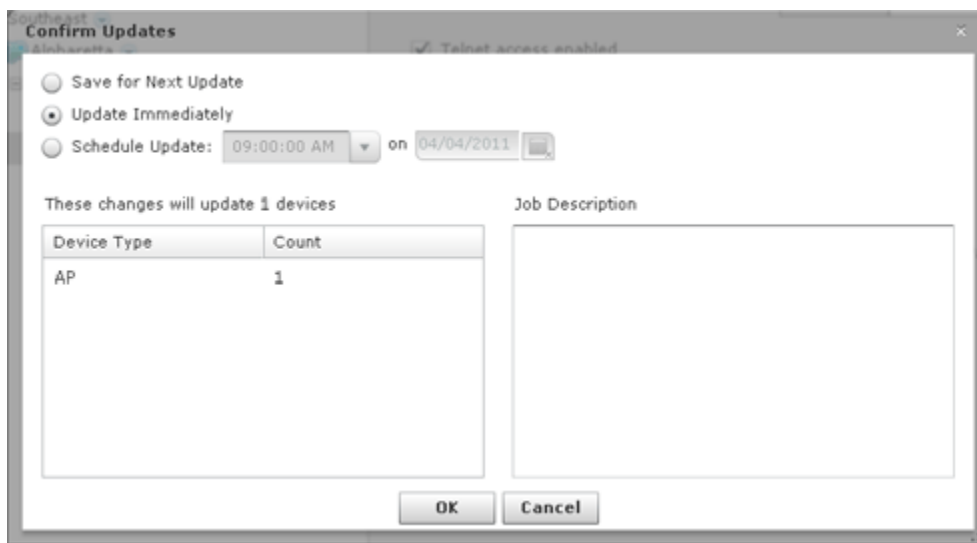 Southeast
Confirm Updates
Alpharetta
Telnet access enabled
Save for Next Update
Update Immediately
Schedule Update: 09:00:00 AM on 04/04/2011
These changes will update 1 devices
Job Description
Device Type Count
AP 1
OK Cancel